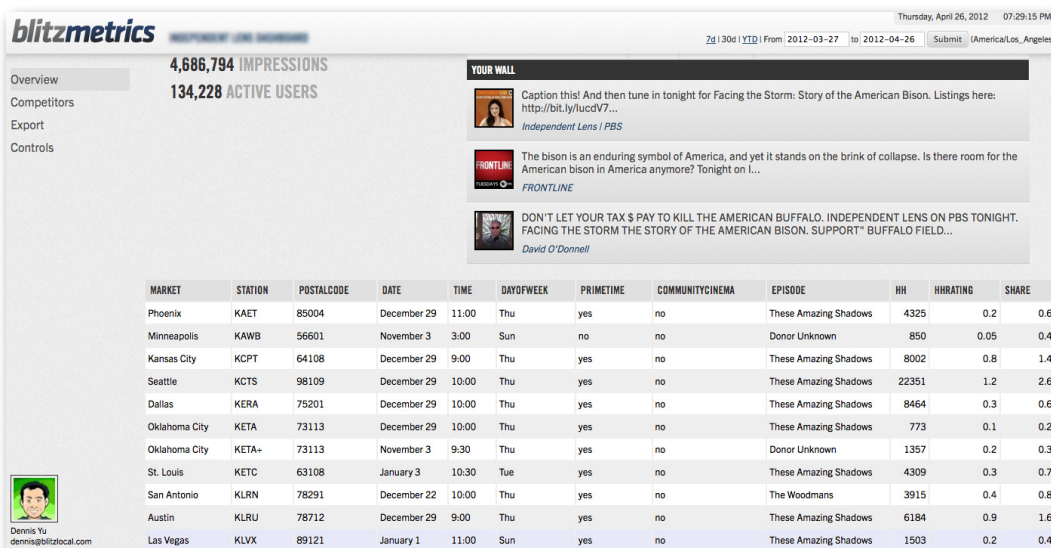 Thursday, April 26, 2012 07:29:15 PM
blitzmetrics INDEPENDENT LENS DASHBOARD
7d | 30d | YTD | From 2012-03-27 to 2012-04-26 Submit (America/Los_Angeles
Overview
Competitors
Export
Controls
4,686,794 IMPRESSIONS
134,228 ACTIVE USERS
YOUR WALL
Caption this! And then tune in tonight for Facing the Storm: Story of the American Bison. Listings here:
http://bit.ly/IucdV7...
Independent Lens | PBS
FRONTLINE
TUESDAYS
The bison is an enduring symbol of America, and yet it stands on the brink of collapse. Is there room for the
American bison in America anymore? Tonight on I...
FRONTLINE
DON'T LET YOUR TAX $ PAY TO KILL THE AMERICAN BUFFALO. INDEPENDENT LENS ON PBS TONIGHT.
FACING THE STORM THE STORY OF THE AMERICAN BISON. SUPPORT" BUFFALO FIELD...
David O'Donnell
MARKET STATION POSTALCODE DATE TIME DAYOFWEEK PRIMETIME COMMUNITYCINEMA EPISODE HH HHRATING SHARE
Phoenix KAET 85004 December 29 11:00 Thu yes no These Amazing Shadows 4325 0.2 0.6
Minneapolis KAWB 56601 November 3 3:00 Sun no no Donor Unknown 850 0.05 0.4
Kansas City KCPT 64108 December 29 9:00 Thu yes no These Amazing Shadows 8002 0.8 1.4
Seattle KCTS 98109 December 29 10:00 Thu yes no These Amazing Shadows 22351 1.2 2.6
Dallas KERA 75201 December 29 10:00 Thu yes no These Amazing Shadows 8464 0.3 0.6
Oklahoma City KETA 73113 December 29 10:00 Thu yes no These Amazing Shadows 773 0.1 0.2
Oklahoma City KETA+ 73113 November 3 9:30 Thu yes no Donor Unknown 1357 0.2 0.3
St. Louis KETC 63108 January 3 10:30 Tue yes no These Amazing Shadows 4309 0.3 0.7
San Antonio KLRN 78291 December 22 10:00 Thu yes no The Woodmans 3915 0.4 0.8
Austin KLRU 78712 December 29 9:00 Thu yes no These Amazing Shadows 6184 0.9 1.6
Las Vegas KLVX 89121 January 1 11:00 Sun yes no These Amazing Shadows 1503 0.2 0.4
Dennis Yu
dennis@blitzlocal.com